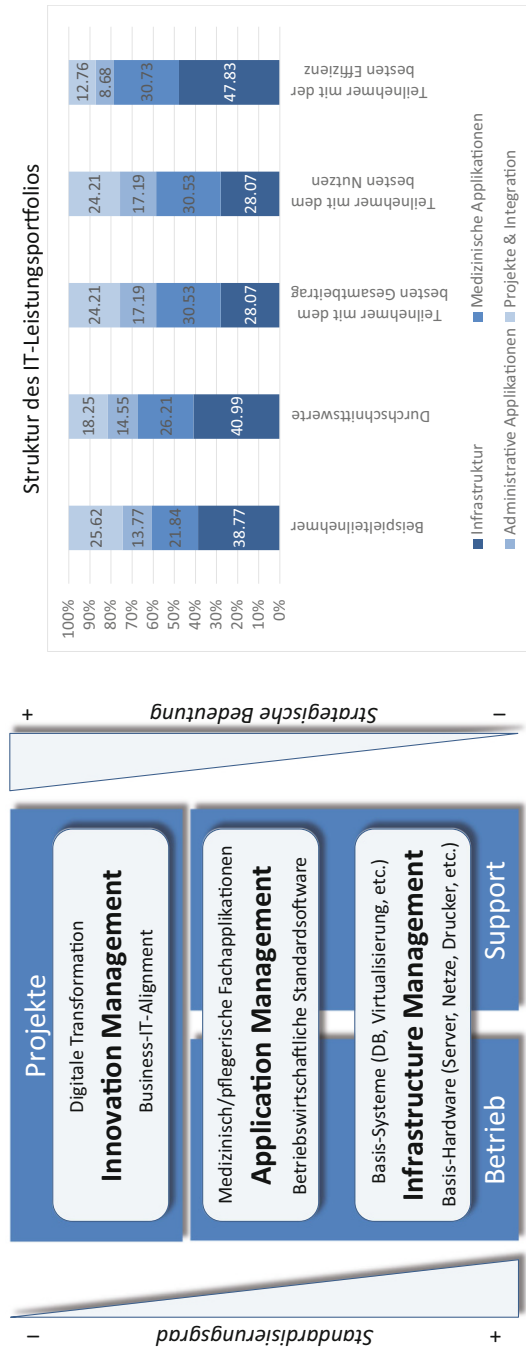 –
Standardisierungsgrad
+
Projekte
Digitale Transformation
Innovation Management
Business-IT-Alignment
Medizinisch/pflegerische Fachapplikationen
Application Management
Betriebswirtschaftliche Standardsoftware
Basis-Systeme (DB, Virtualisierung, etc.)
Infrastructure Management
Basis-Hardware (Server, Netze, Drucker, etc.)
Betrieb
Support
+
Strategische Bedeutung
–
Struktur des IT-Leistungsportfolios
100%
90%
80%
70%
60%
50%
40%
30%
20%
10%
0%
25.62
13.77
21.84
38.77
18.25
14.55
26.21
40.99
24.21
17.19
30.53
28.07
24.21
17.19
30.53
28.07
12.76
8.68
30.73
47.83
Beispielteilnehmer
Durchschnittswerte
Teilnehmer mit dem
besten Gesamtbeitrag
Teilnehmer mit dem
besten Nutzen
Teilnehmer mit der
besten Effizienz
Infrastruktur
Medizinische Applikationen
Administrative Applikationen
Projekte & Integration